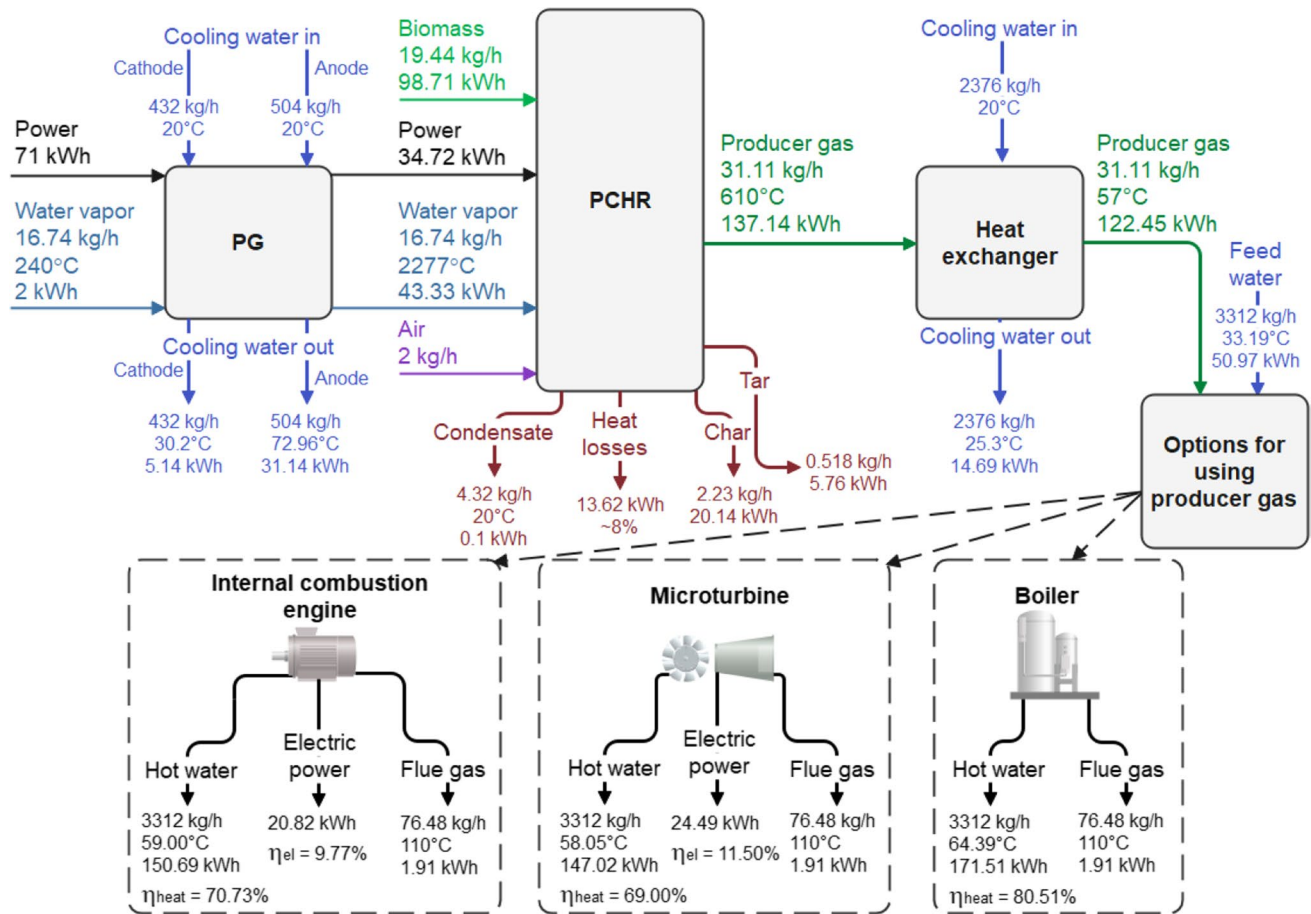 Cooling water in
Cathode
Anode
432 kg/h
20°C
504 kg/h
20°C
Power
71 kWh
Water vapor
16.74 kg/h
240°C
2 kWh
PG
Cooling water out
Cathode
Anode
432 kg/h
30.2°C
5.14 kWh
504 kg/h
72.96°C
31.14 kWh
Biomass
19.44 kg/h
98.71 kWh
Power
34.72 kWh
Water vapor
16.74 kg/h
2277°C
43.33 kWh
Air
2 kg/h
PCHR
Condensate
4.32 kg/h
20°C
0.1 kWh
Heat
losses
13.62 kWh
~8%
Char
2.23 kg/h
20.14 kWh
Tar
0.518 kg/h
5.76 kWh
Producer gas
31.11 kg/h
610°C
137.14 kWh
Cooling water in
2376 kg/h
20°C
Heat
exchanger
Cooling water out
2376 kg/h
25.3°C
14.69 kWh
Producer gas
31.11 kg/h
57°C
122.45 kWh
Feed
water
3312 kg/h
33.19°C
50.97 kWh
Options for
using
producer gas
Internal combustion
engine
Hot water
3312 kg/h
59.00°C
150.69 kWh
ηheat = 70.73%
Electric
power
20.82 kWh
ηel = 9.77%
Flue gas
76.48 kg/h
110°C
1.91 kWh
Microturbine
Hot water
3312 kg/h
58.05°C
147.02 kWh
ηheat = 69.00%
Electric
power
24.49 kWh
ηel = 11.50%
Flue gas
76.48 kg/h
110°C
1.91 kWh
Boiler
Hot water
3312 kg/h
64.39°C
171.51 kWh
ηheat = 80.51%
Flue gas
76.48 kg/h
110°C
1.91 kWh